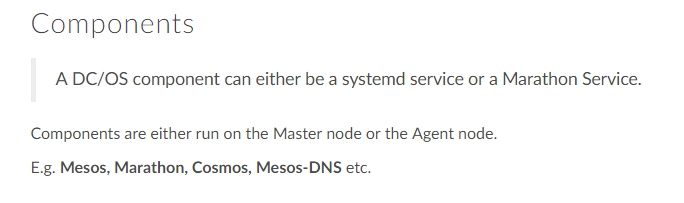 Components
A DC/OS component can either be a systemd service or a Marathon Service.
Components are either run on the Master node or the Agent node.
E.g. Mesos, Marathon, Cosmos, Mesos-DNS etc.